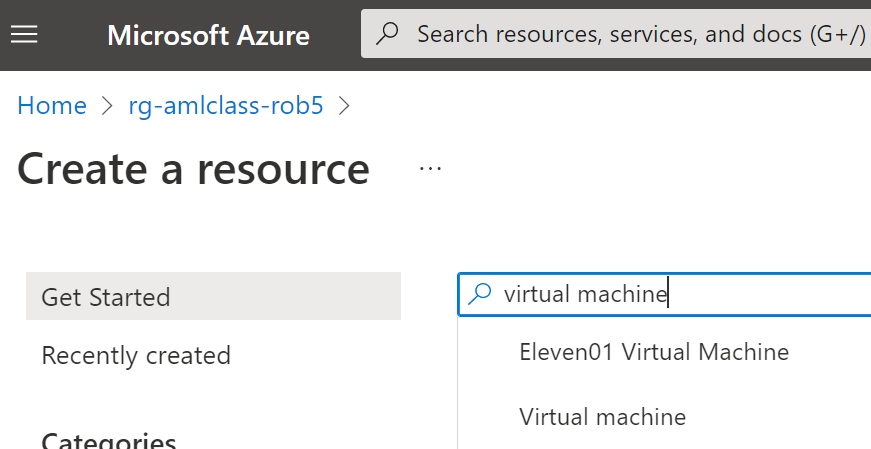 Microsoft Azure
Search resources, services, and docs (G+/)
Home > rg-amlclass-rob5 >
Create a resource ...
Get Started
virtual machine
Recently created
Eleven01 Virtual Machine
Virtual machine
Categories